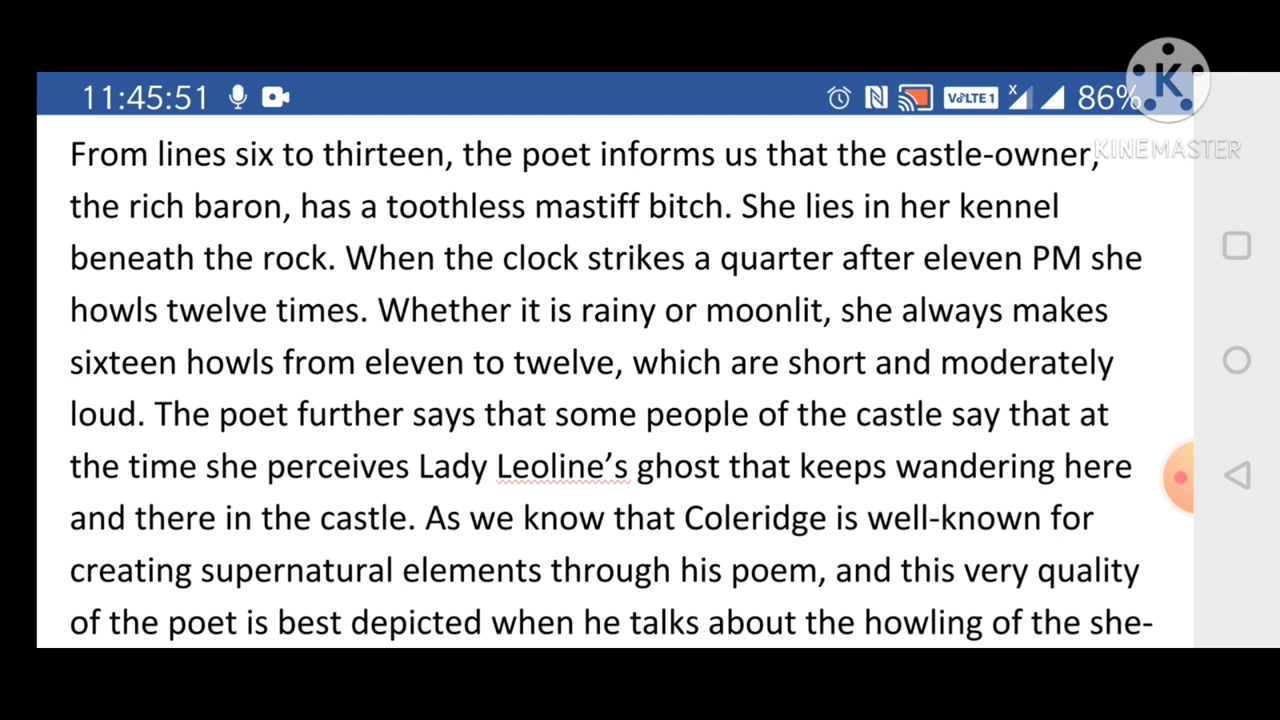 11:45:51 VoLTE 1 X 86%
K
KINEMASTER
From lines six to thirteen, the poet informs us that the castle-owner,
the rich baron, has a toothless mastiff bitch. She lies in her kennel
beneath the rock. When the clock strikes a quarter after eleven PM she
howls twelve times. Whether it is rainy or moonlit, she always makes
sixteen howls from eleven to twelve, which are short and moderately
loud. The poet further says that some people of the castle say that at
the time she perceives Lady Leoline’s ghost that keeps wandering here
and there in the castle. As we know that Coleridge is well-known for
creating supernatural elements through his poem, and this very quality
of the poet is best depicted when he talks about the howling of the she-